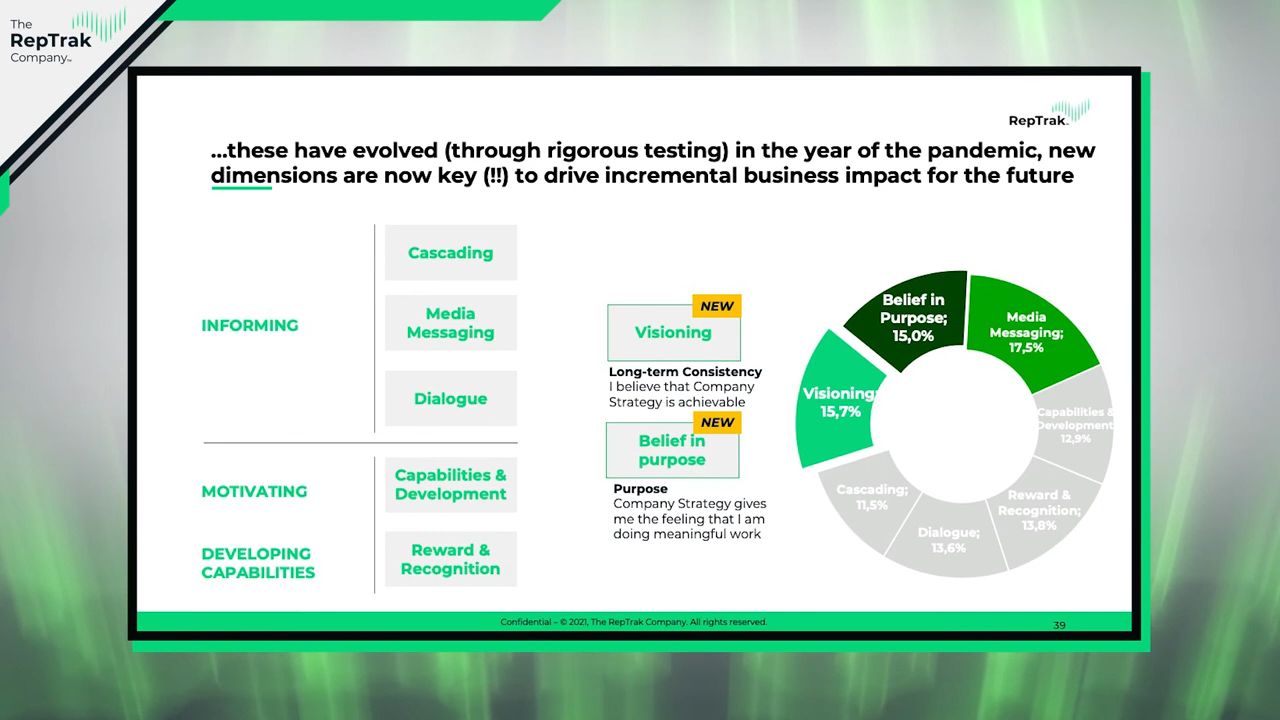 The
RepTrak
Company™
RepTrak™
...these have evolved (through rigorous testing) in the year of the pandemic, new
dimensions are now key (!!) to drive incremental business impact for the future
INFORMING
Cascading
Media
Messaging
Dialogue
MOTIVATING
Capabilities &
Development
DEVELOPING
CAPABILITIES
Reward &
Recognition
NEW
Visioning
Long-term Consistency
I believe that Company
Strategy is achievable
NEW
Belief in
purpose
Purpose
Company Strategy gives
me the feeling that I am
doing meaningful work
Belief in
Purpose;
15,0%
Media
Messaging;
17,5%
Visioning;
15,7%
Capabilities &
Development
12,9%
Cascading;
11,5%
Reward &
Recognition;
13,8%
Dialogue;
13,6%
Confidential – © 2021, The RepTrak Company. All rights reserved.
39